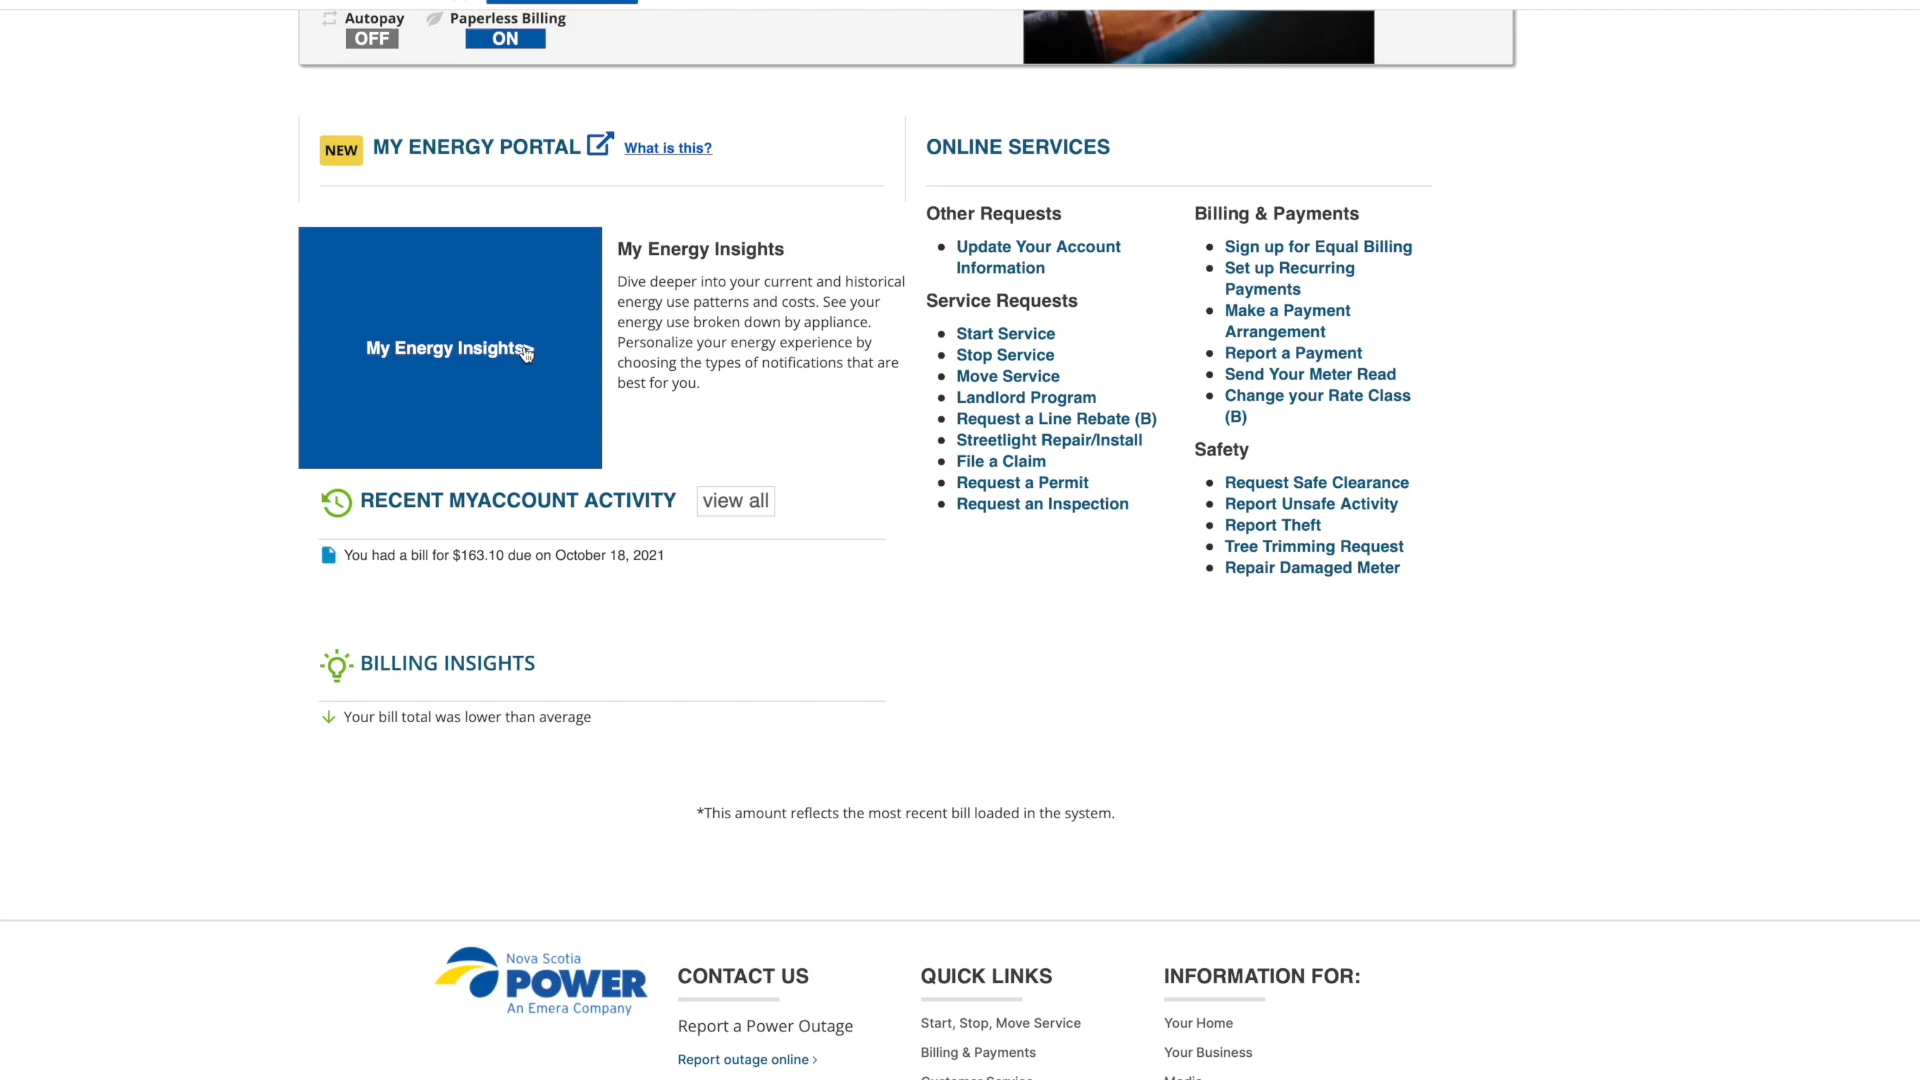 Autopay
Paperless Billing
OFF
ON
NEW
MY ENERGY PORTAL
What is this?
My Energy Insights
My Energy Insights
Dive deeper into your current and historical
energy use patterns and costs. See your
energy use broken down by appliance.
Personalize your energy experience by
choosing the types of notifications that are
best for you.
RECENT MYACCOUNT ACTIVITY
view all
You had a bill for $163.10 due on October 18, 2021
BILLING INSIGHTS
Your bill total was lower than average
ONLINE SERVICES
Other Requests
Update Your Account
Information
Service Requests
Start Service
Stop Service
Move Service
Landlord Program
Request a Line Rebate (B)
Streetlight Repair/Install
File a Claim
Request a Permit
Request an Inspection
Billing & Payments
Sign up for Equal Billing
Set up Recurring
Payments
Make a Payment
Arrangement
Report a Payment
Send Your Meter Read
Change your Rate Class
(B)
Safety
Request Safe Clearance
Report Unsafe Activity
Report Theft
Tree Trimming Request
Repair Damaged Meter
*This amount reflects the most recent bill loaded in the system.
Nova Scotia
POWER
An Emera Company
CONTACT US
Report a Power Outage
Report outage online ›
QUICK LINKS
Start, Stop, Move Service
Billing & Payments
Customer Service
INFORMATION FOR:
Your Home
Your Business
Media